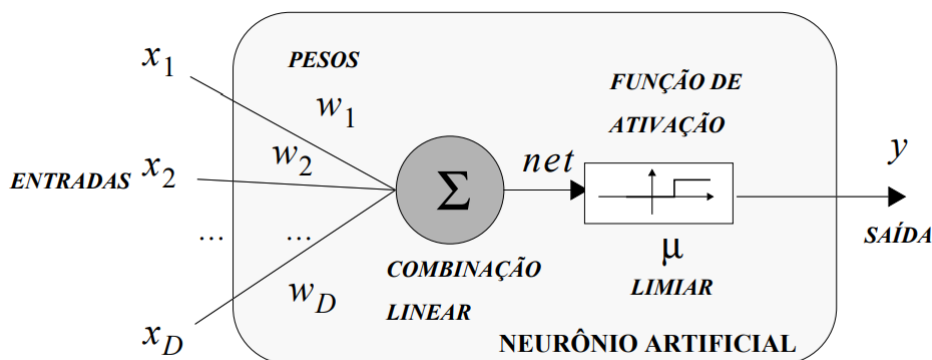 x1
PESOS
w1
FUNÇÃO DE
ATIVAÇÃO
ENTRADAS x2
w2
Σ
net
y
... ...
μ
SAÍDA
COMBINAÇÃO
LINEAR
LIMIAR
wD
xD
NEURÔNIO ARTIFICIAL